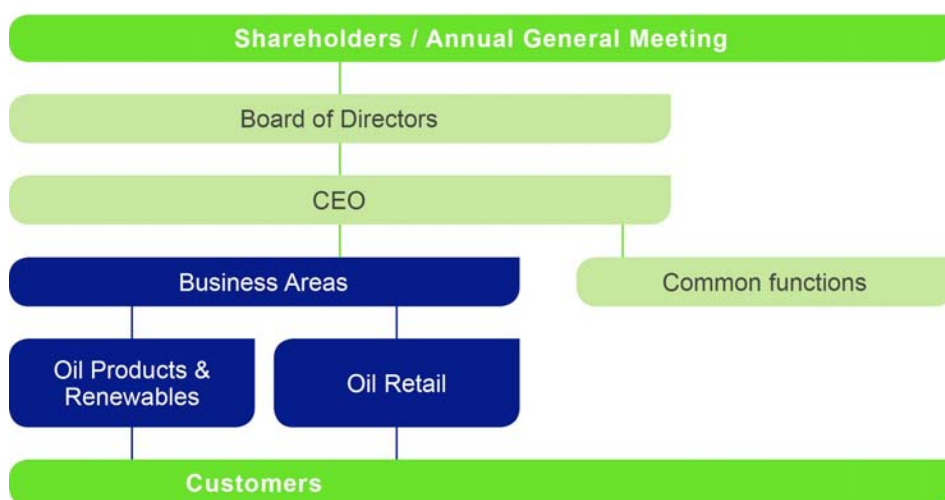 Shareholders / Annual General Meeting
Board of Directors
CEO
Business Areas
Common functions
Oil Products &
Renewables
Oil Retail
Customers